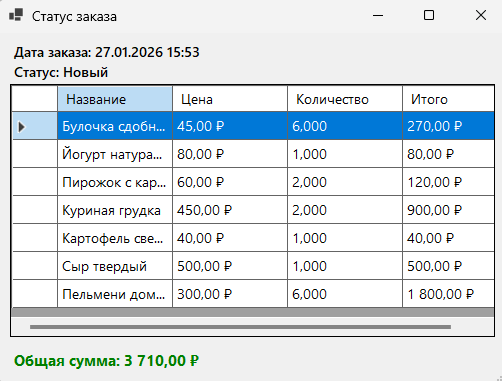 Статус заказа
Дата заказа: 27.01.2026 15:53
Статус: Новый
Название Цена Количество Итого
Булочка сдобн... 45,00 ₽ 6,000 270,00 ₽
Йогурт натура... 80,00 ₽ 1,000 80,00 ₽
Пирожок с кар... 60,00 ₽ 2,000 120,00 ₽
Куриная грудка 450,00 ₽ 2,000 900,00 ₽
Картофель све... 40,00 ₽ 1,000 40,00 ₽
Сыр твердый 500,00 ₽ 1,000 500,00 ₽
Пельмени дом... 300,00 ₽ 6,000 1 800,00 ₽
Общая сумма: 3 710,00 ₽